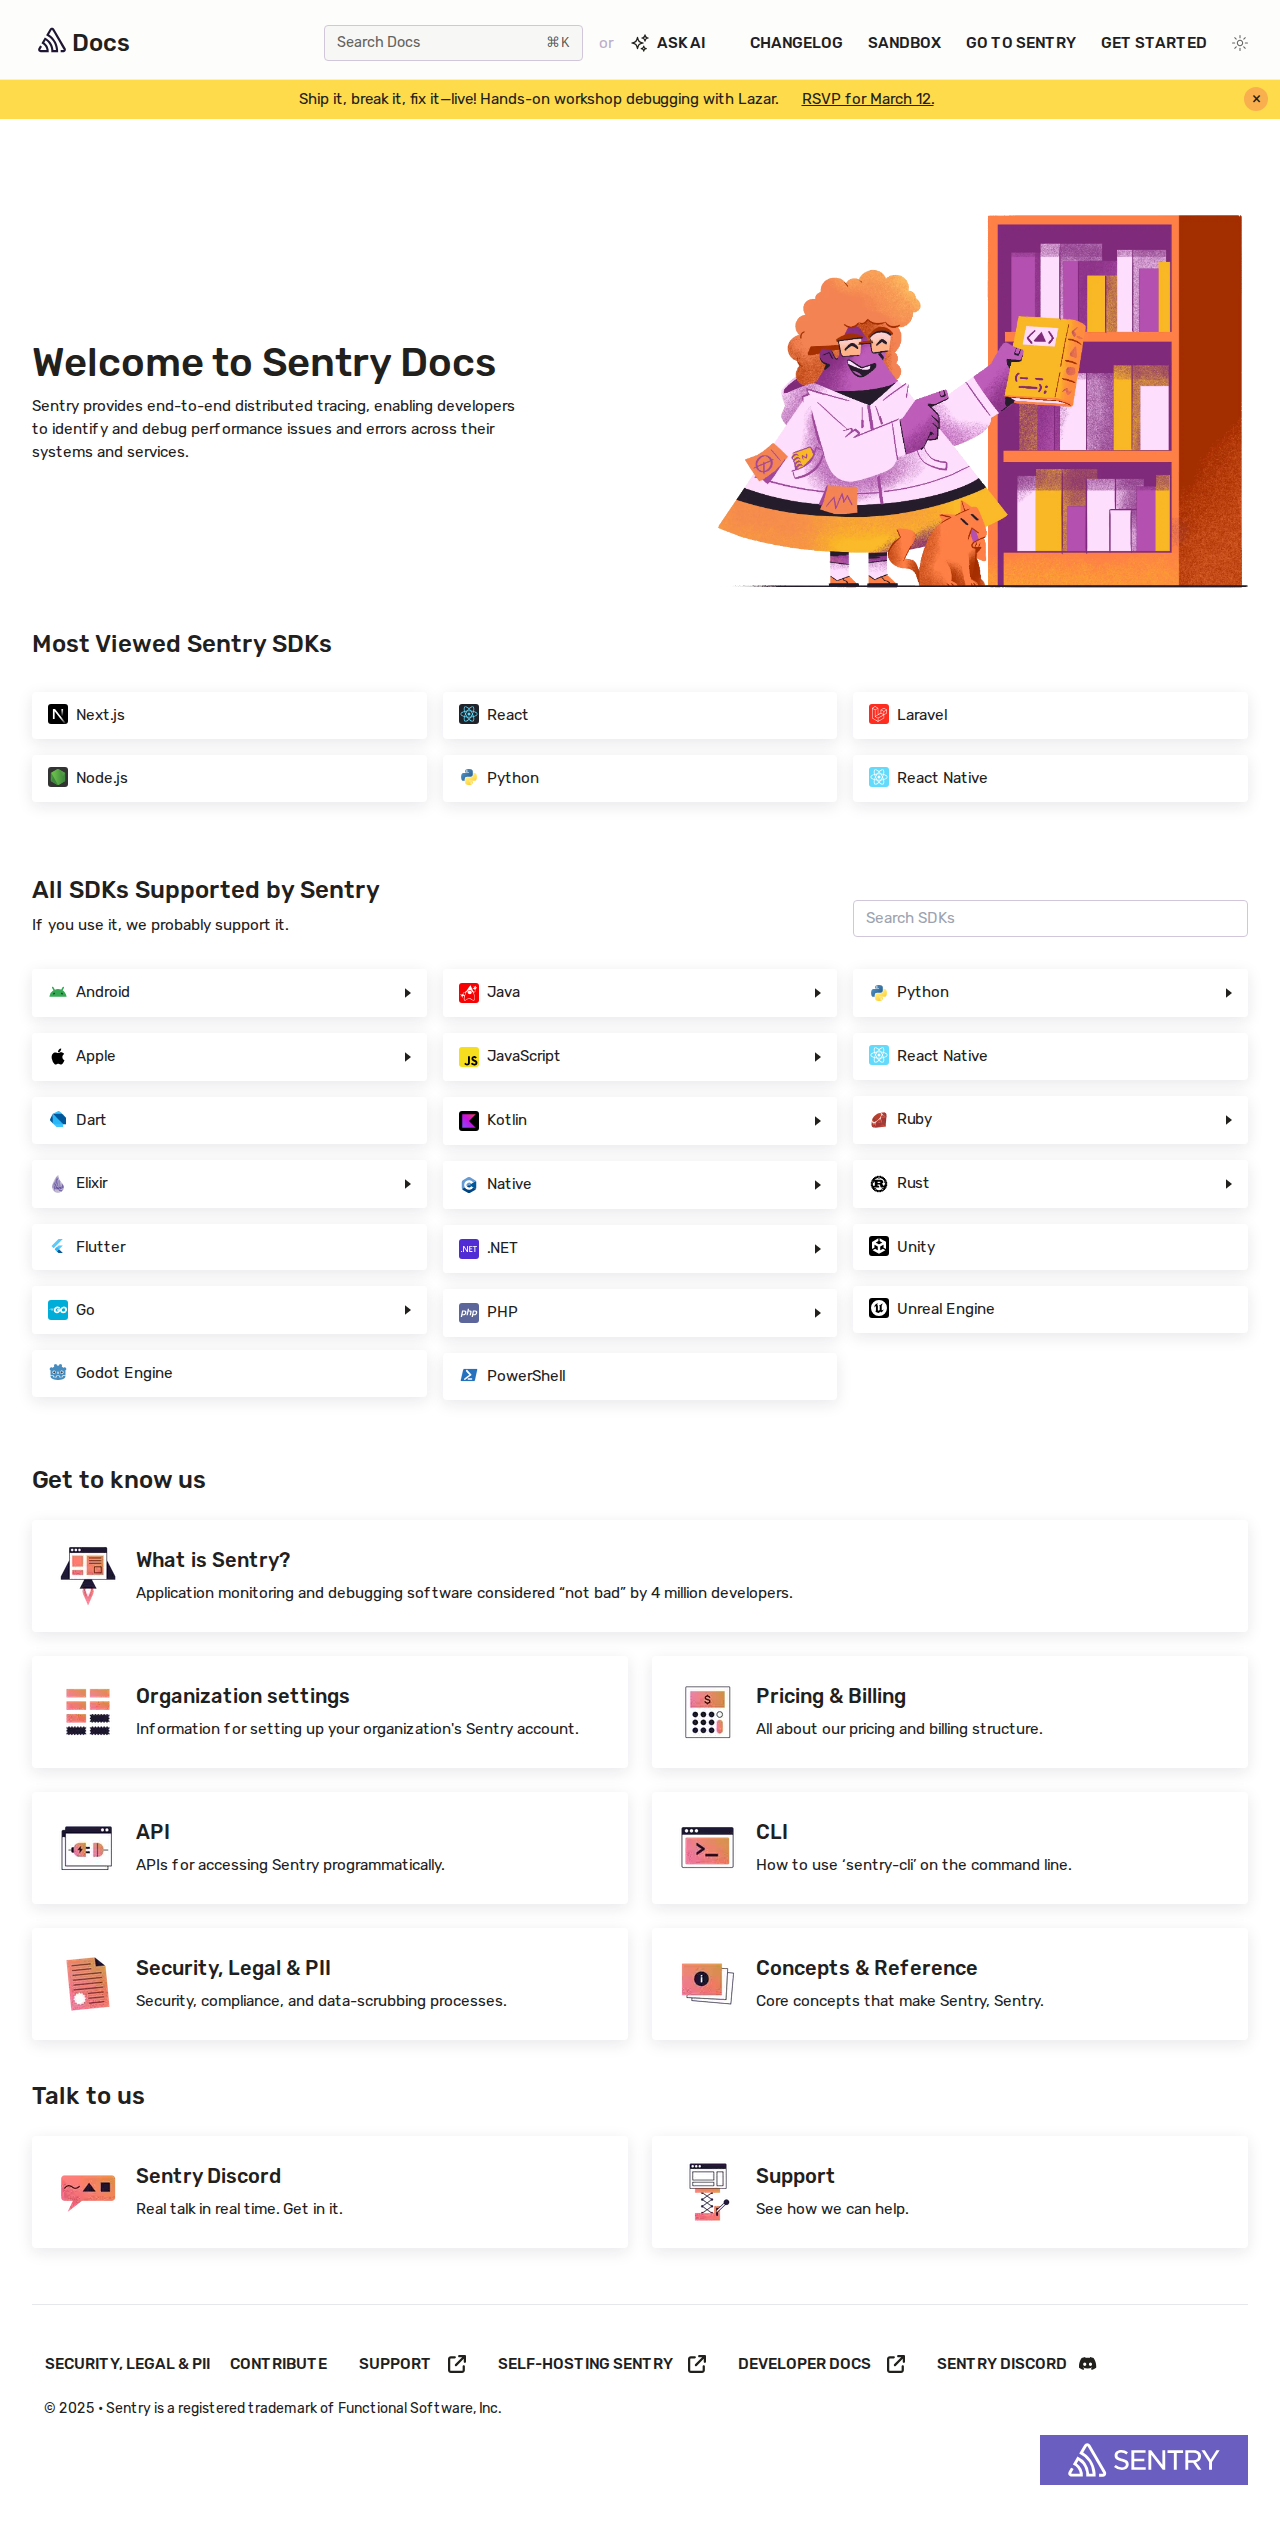 Docs
Search Docs ⌘K or ASK AI CHANGELOG SANDBOX GO TO SENTRY GET STARTED
Ship it, break it, fix it—live! Hands-on workshop debugging with Lazar. RSVP for March 12. ×
Welcome to Sentry Docs
Sentry provides end-to-end distributed tracing, enabling developers
to identify and debug performance issues and errors across their
systems and services.
Most Viewed Sentry SDKs
Next.js
React
Laravel
Node.js
Python
React Native
All SDKs Supported by Sentry
If you use it, we probably support it.
Search SDKs
Android
Apple
Dart
Elixir
Flutter
Go
Godot Engine
Java
JavaScript
Kotlin
Native
.NET
PHP
PowerShell
Python
React Native
Ruby
Rust
Unity
Unreal Engine
Get to know us
What is Sentry?
Application monitoring and debugging software considered “not bad” by 4 million developers.
Organization settings
Information for setting up your organization's Sentry account.
Pricing & Billing
All about our pricing and billing structure.
API
APIs for accessing Sentry programmatically.
CLI
How to use ‘sentry-cli’ on the command line.
Security, Legal & PII
Security, compliance, and data-scrubbing processes.
Concepts & Reference
Core concepts that make Sentry, Sentry.
Talk to us
Sentry Discord
Real talk in real time. Get in it.
Support
See how we can help.
SECURITY, LEGAL & PII CONTRIBUTE SUPPORT SELF-HOSTING SENTRY DEVELOPER DOCS SENTRY DISCORD
© 2025 • Sentry is a registered trademark of Functional Software, Inc.
SENTRY